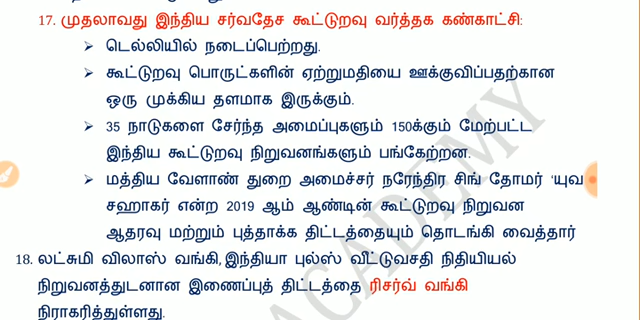 17. முதலாவது இந்திய சர்வதேச கூட்டுறவு வர்த்தக கண்காட்சி:
➢ டெல்லியில் நடைப்பெற்றது.
➢ கூட்டுறவு பொருட்களின் ஏற்றுமதியை ஊக்குவிப்பதற்கான
ஒரு முக்கிய தளமாக இருக்கும்.
➢ 35 நாடுகளை சேர்ந்த அமைப்புகளும் 150க்கும் மேற்பட்ட
இந்திய கூட்டுறவு நிறுவனங்களும் பங்கேற்றன.
➢ மத்திய வேளாண் துறை அமைச்சர் நரேந்திர சிங் தோமர் 'யுவ
சஹாகர் என்ற 2019 ஆம் ஆண்டின் கூட்டுறவு நிறுவன
ஆதரவு மற்றும் புத்தாக்க திட்டத்தையும் தொடங்கி வைத்தார்
18. லட்சுமி விலாஸ் வங்கி,இந்தியா புல்ஸ் வீட்டுவசதி நிதியியல்
நிறுவனத்துடனான இணைப்புத் திட்டத்தை ரிசர்வ் வங்கி
நிராகரித்துள்ளது.
ACADEMY